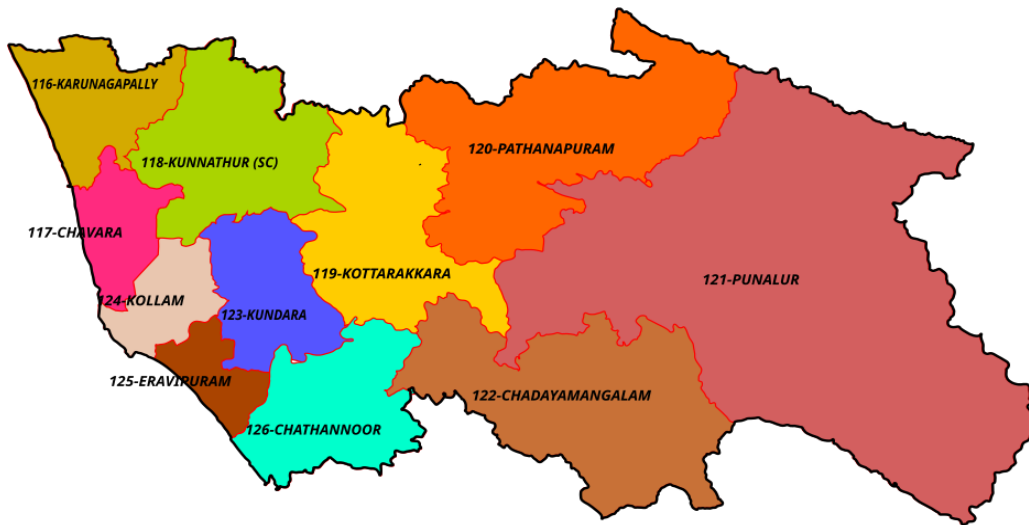 116-KARUNAGAPALLY
118-KUNNATHUR (SC)
120-PATHANAPURAM
117-CHAVARA
119-KOTTARAKKARA
121-PUNALUR
124-KOLLAM
123-KUNDARA
125-ERAVIPURAM
122-CHADAYAMANGALAM
126-CHATHANNOOR